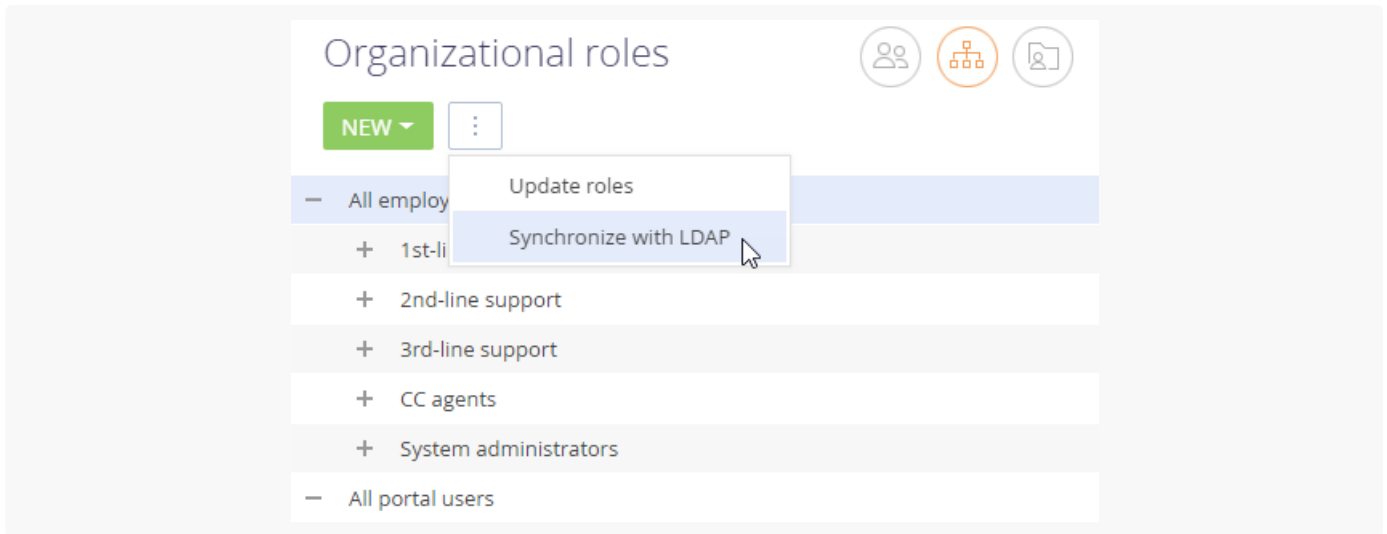 Organizational roles
NEW
Update roles
All employ
Synchronize with LDAP
1st-li
2nd-line support
3rd-line support
CC agents
System administrators
All portal users